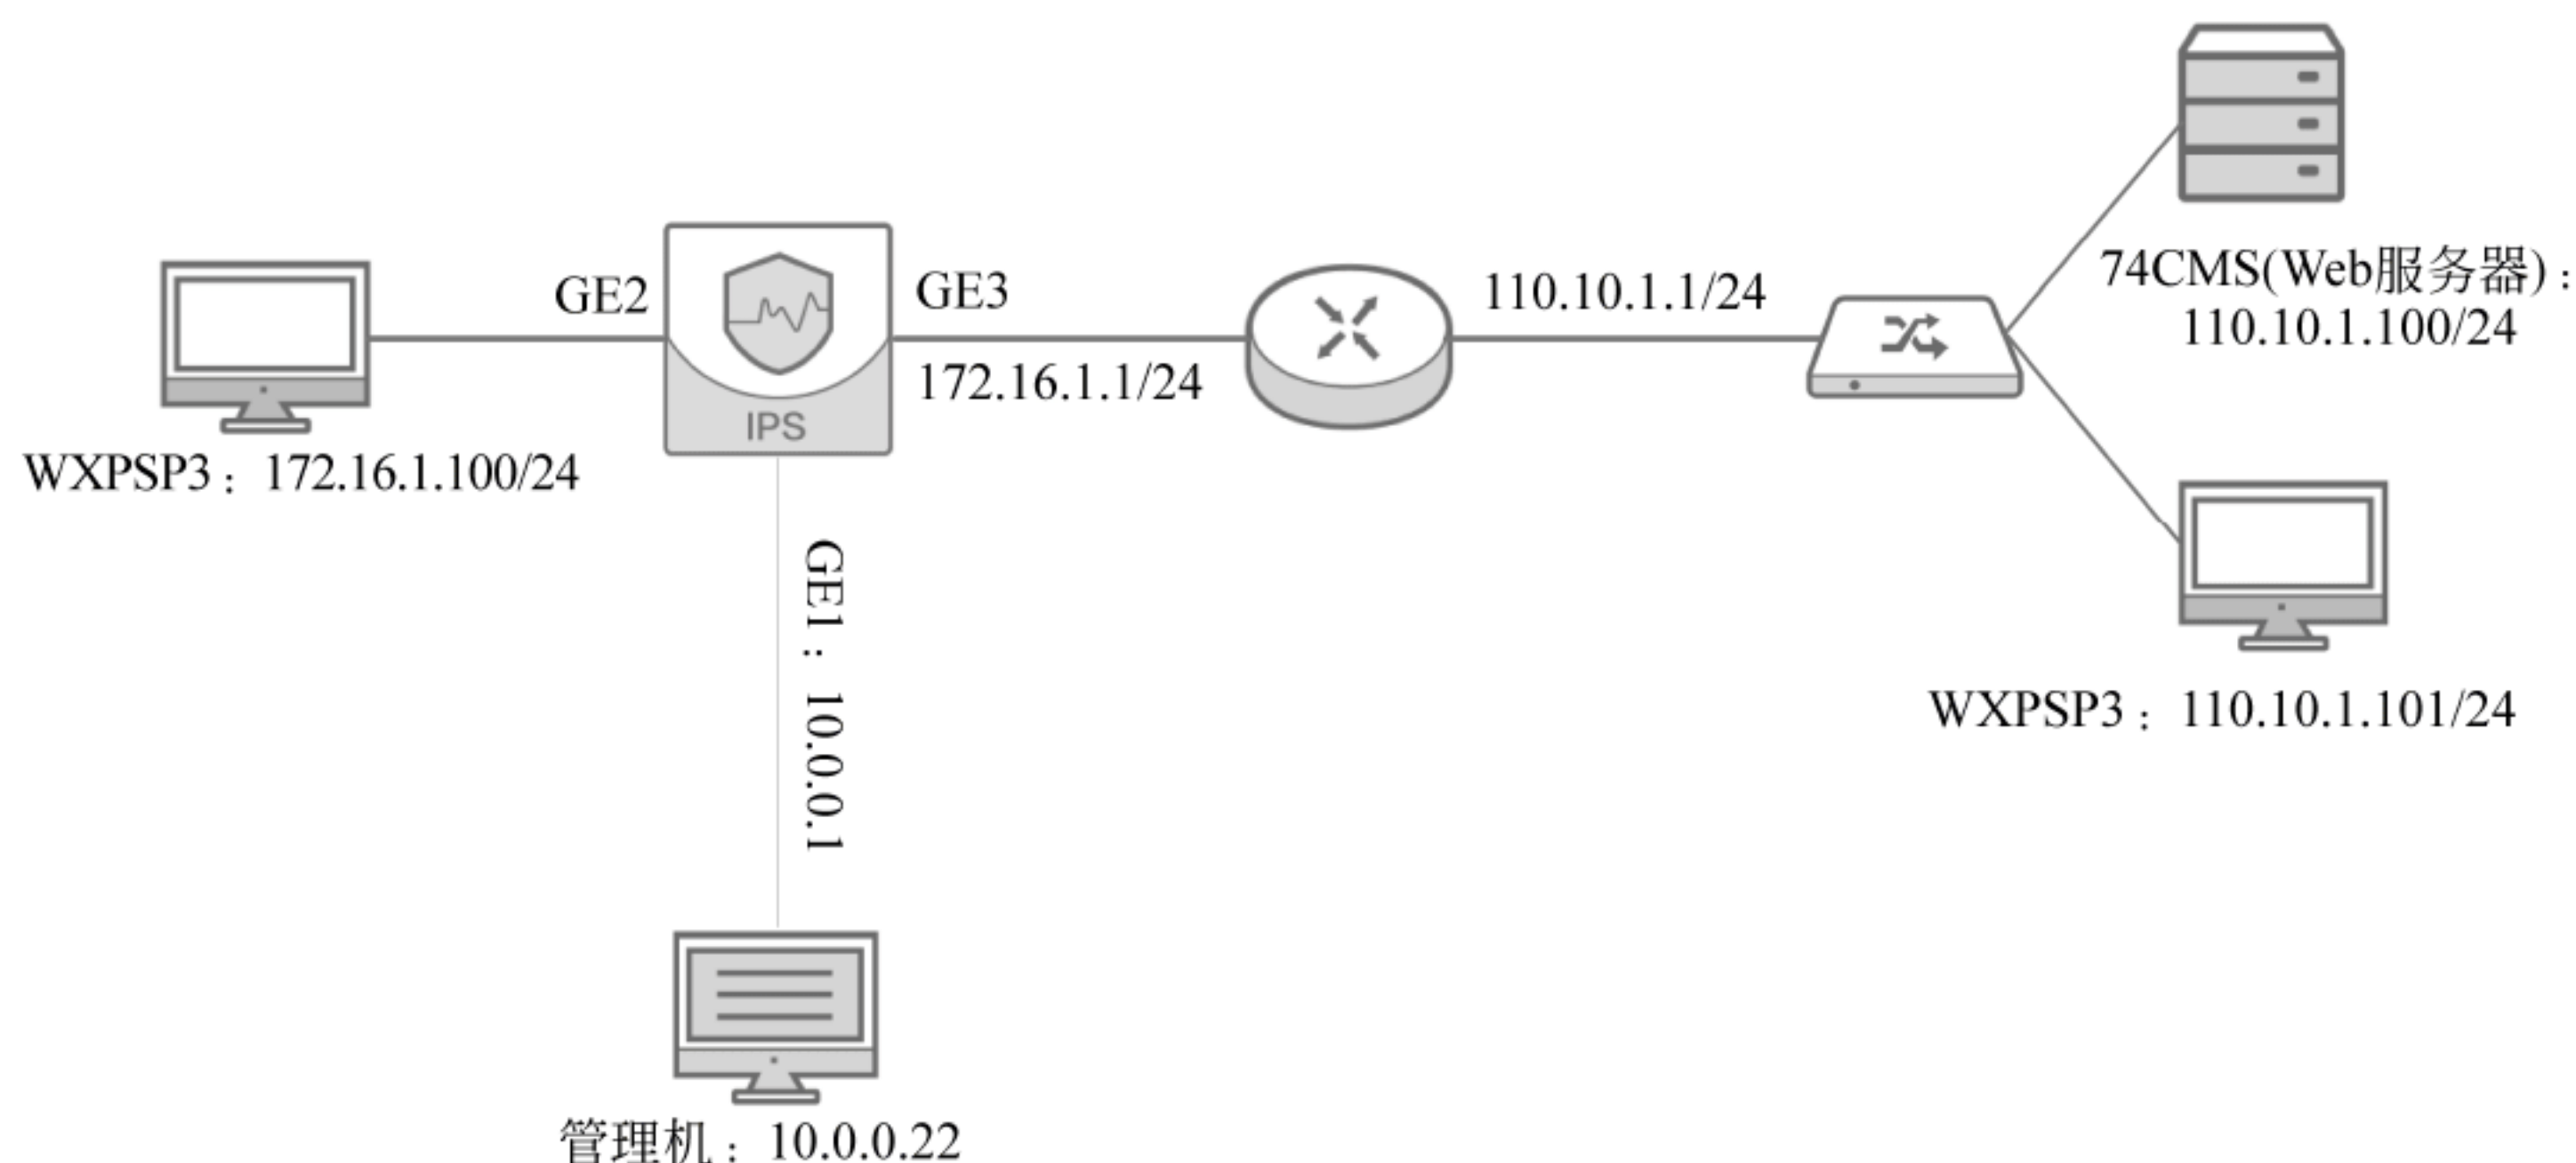 74CMS(Web服务器)：
110.10.1.100/24
GE2
GE3
110.10.1.1/24
172.16.1.1/24
IPS
WXPSP3：172.16.1.100/24
GE1：10.0.0.1
WXPSP3：110.10.1.101/24
管理机：10.0.0.22